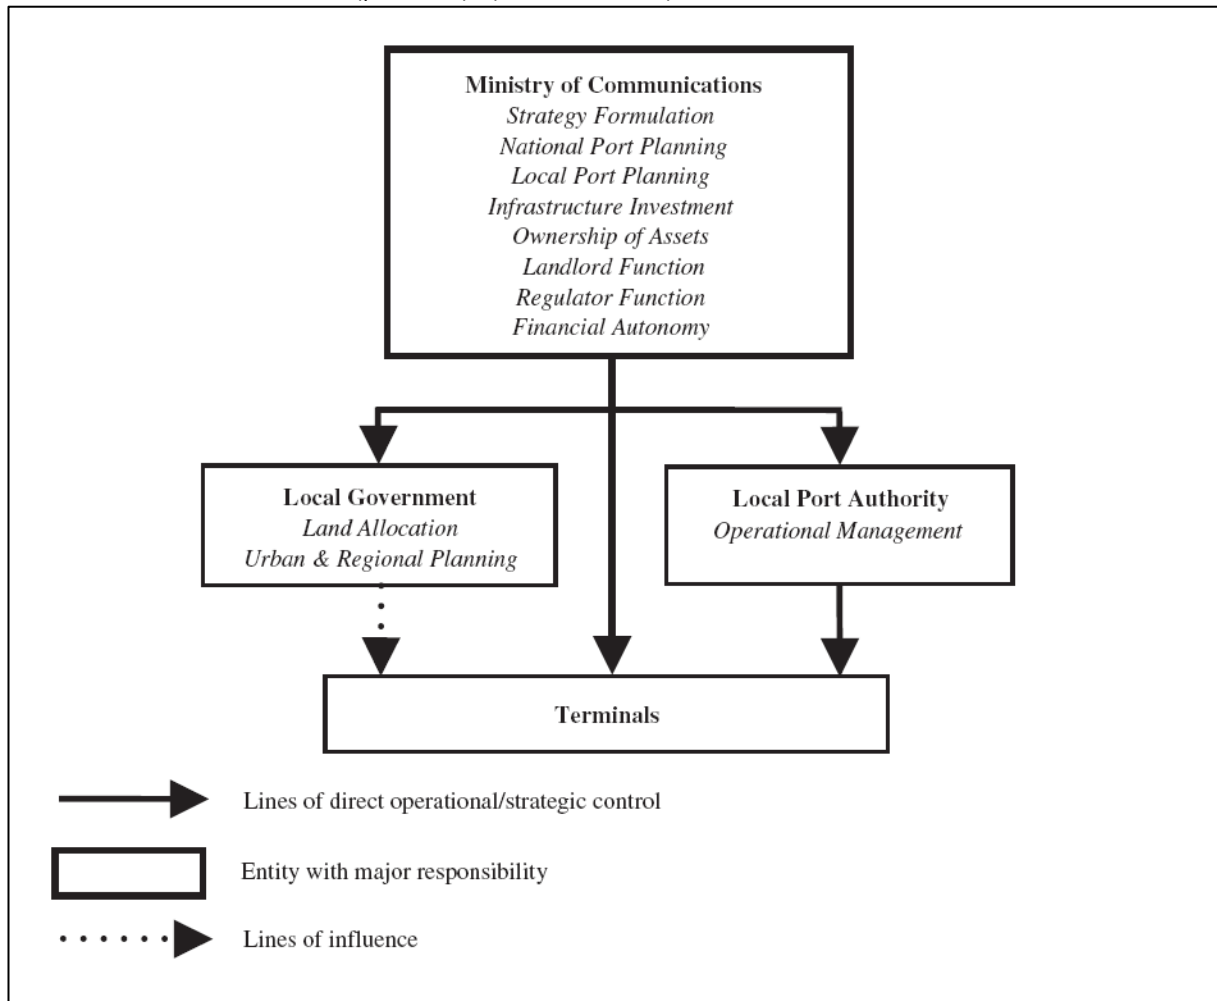 Ministry of Communications
Strategy Formulation
National Port Planning
Local Port Planning
Infrastructure Investment
Ownership of Assets
Landlord Function
Regulator Function
Financial Autonomy
Local Government
Land Allocation
Urban & Regional Planning
Local Port Authority
Operational Management
Terminals
Lines of direct operational/strategic control
Entity with major responsibility
Lines of influence